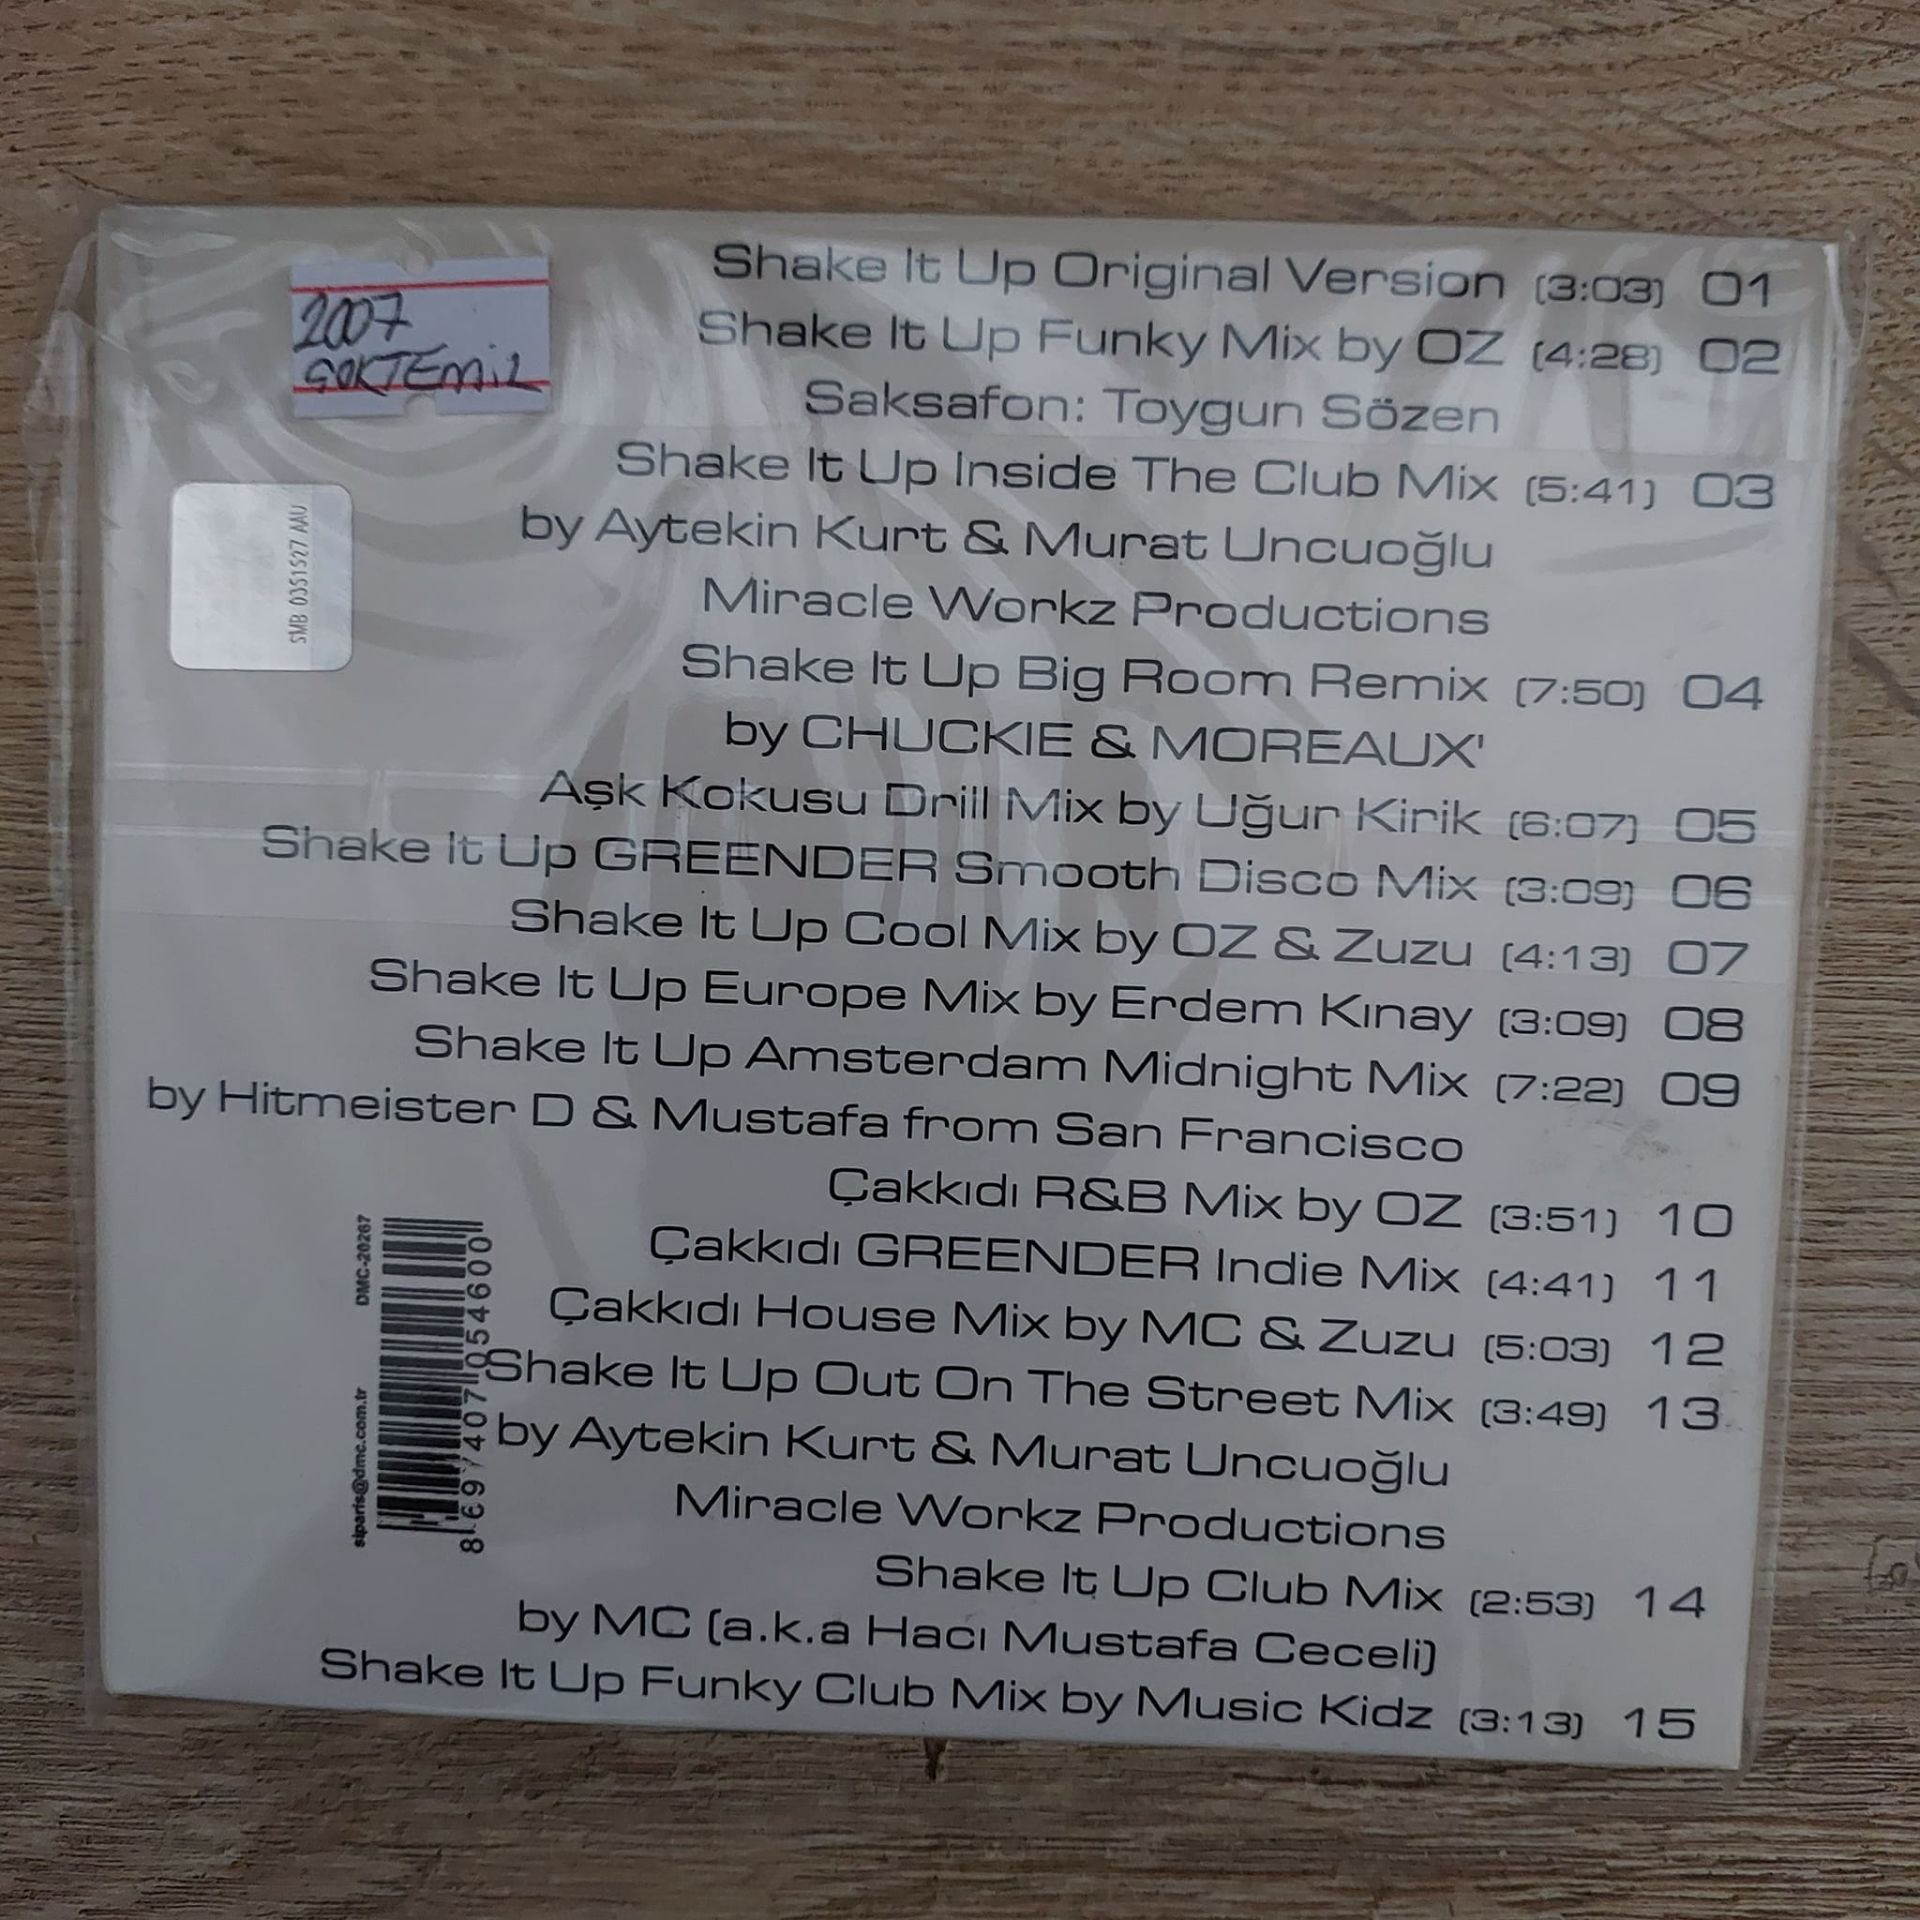 2007
ÇOKTEMİZ
SMB 0351527 AAU
Shake It Up Original Version (3:03) 01
Shake It Up Funky Mix by OZ (4:28) 02
Saksafon: Toygun Sözen
Shake It Up Inside The Club Mix (5:41) 03
by Aytekin Kurt & Murat Uncuoğlu
Miracle Workz Productions
Shake It Up Big Room Remix (7:50) 04
by CHUCKIE & MOREAUX'
Aşk Kokusu Drill Mix by Uğur Kirik (6:07) 05
Shake It Up GREENDER Smooth Disco Mix (3:09) 06
Shake It Up Cool Mix by OZ & Zuzu (4:13) 07
Shake It Up Europe Mix by Erdem Kınay (3:09) 08
Shake It Up Amsterdam Midnight Mix (7:22) 09
by Hitmeister D & Mustafa from San Francisco
Çakkıdı R&B Mix by OZ (3:51) 10
Çakkıdı GREENDER Indie Mix (4:41) 11
Çakkıdı House Mix by MC & Zuzu (5:03) 12
Shake It Up Out On The Street Mix (3:49) 13
by Aytekin Kurt & Murat Uncuoğlu
Miracle Workz Productions
Shake It Up Club Mix (2:53) 14
by MC (a.k.a Hacı Mustafa Ceceli)
Shake It Up Funky Club Mix by Music Kidz (3:13) 15
siparis@dmc.com.tr DMC-20267
8 697407 054600